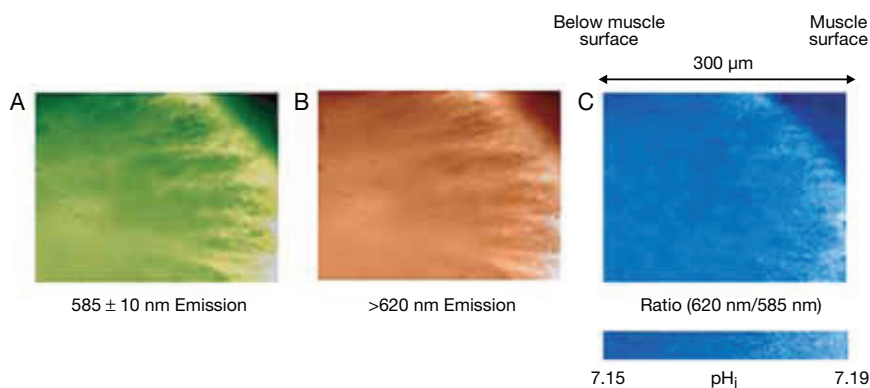 Below muscle
surface
Muscle
surface
300 µm
A
B
C
585 ± 10 nm Emission
>620 nm Emission
Ratio (620 nm/585 nm)
7.15 pHi 7.19